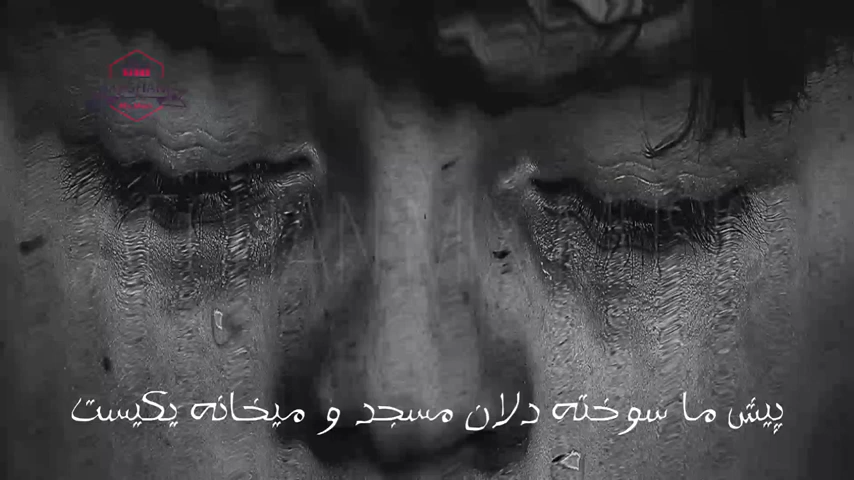 پیش ما سوخته دلان مسجد و میخانه یکیست